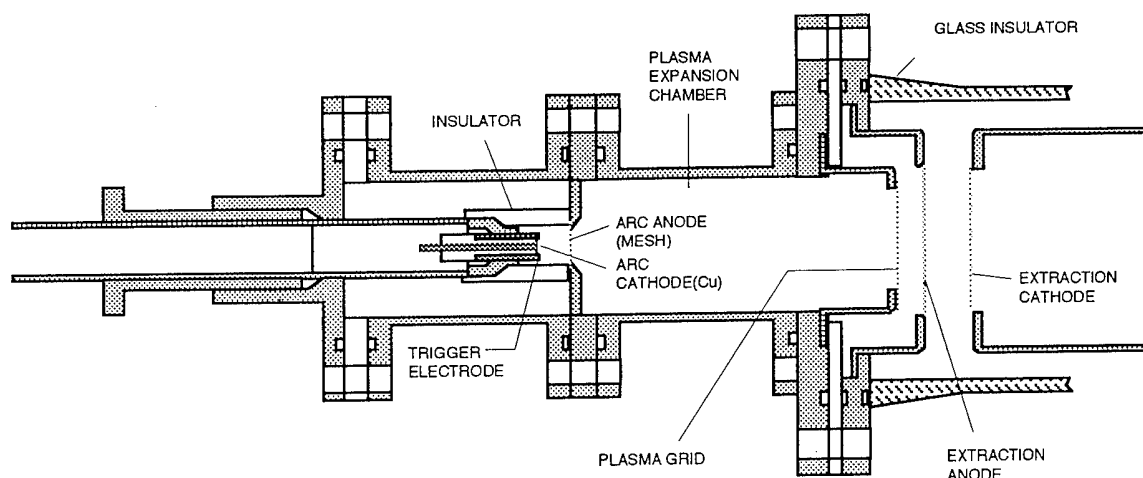 GLASS INSULATOR
PLASMA
EXPANSION
CHAMBER
INSULATOR
ARC ANODE
(MESH)
ARC
CATHODE(Cu)
EXTRACTION
CATHODE
TRIGGER
ELECTRODE
PLASMA GRID
EXTRACTION
ANODE